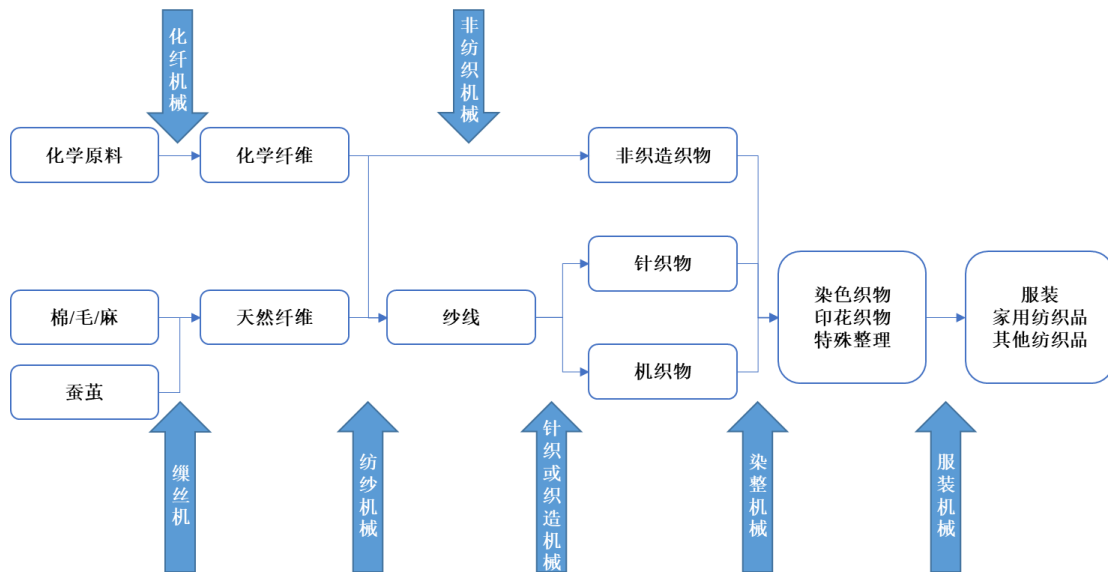 化纤机械
非纺织机械
化学原料
化学纤维
非织造织物
针织物
棉/毛/麻
天然纤维
纱线
染色织物
印花织物
特殊整理
服装
家用纺织品
其他纺织品
蚕茧
机织物
缫丝机
纺纱机械
针织或织造机械
染整机械
服装机械